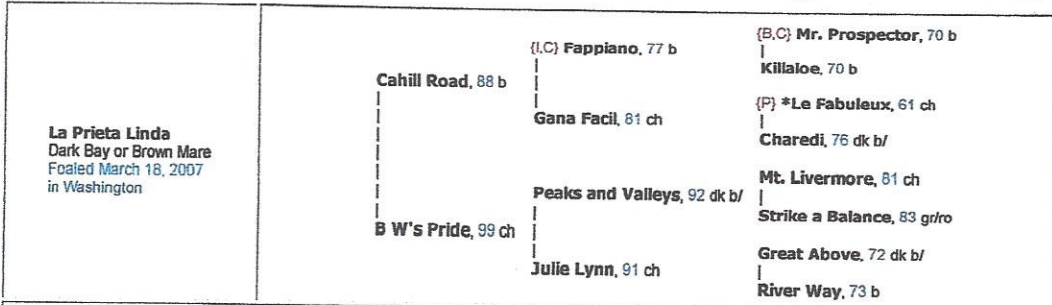 La Prieta Linda
Dark Bay or Brown Mare
Foaled March 18, 2007
in Washington
Cahill Road, 88 b
B W's Pride, 99 ch
{I,C} Fappiano, 77 b
Gana Facil, 81 ch
Peaks and Valleys, 92 dk b/
Julie Lynn, 91 ch
{B,C} Mr. Prospector, 70 b
Killaloe, 70 b
{P} *Le Fabuleux, 61 ch
Charedi, 76 dk b/
Mt. Livermore, 81 ch
Strike a Balance, 83 gr/ro
Great Above, 72 dk b/
River Way, 73 b